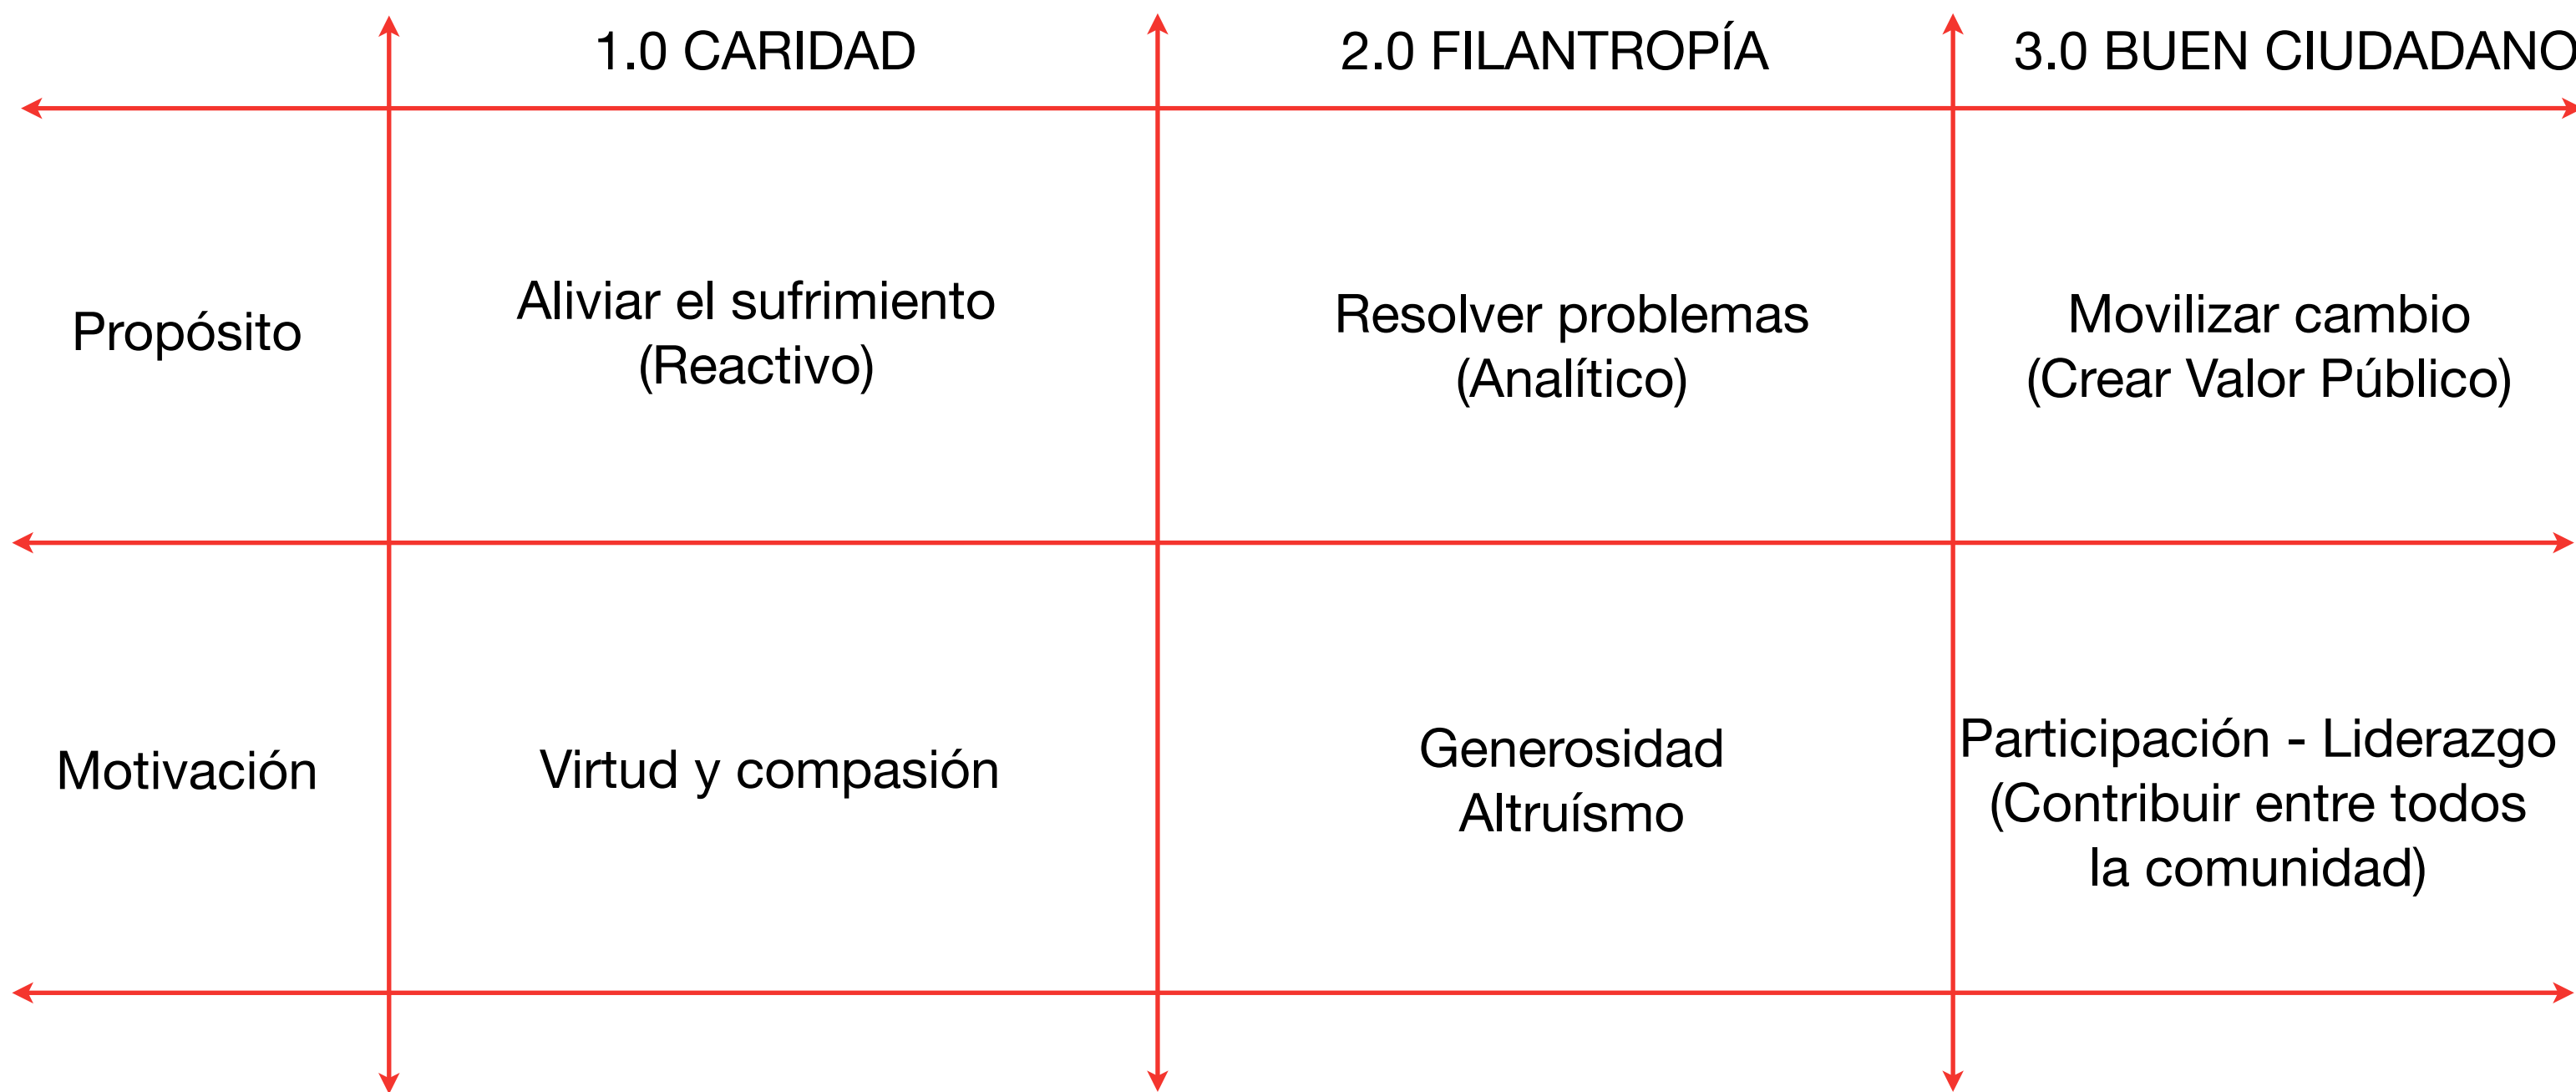 1.0 CARIDAD
2.0 FILANTROPÍA
3.0 BUEN CIUDADANO
Propósito
Aliviar el sufrimiento
(Reactivo)
Resolver problemas
(Analítico)
Movilizar cambio
(Crear Valor Público)
Motivación
Virtud y compasión
Generosidad
Altruísmo
Participación - Liderazgo
(Contribuir entre todos
la comunidad)